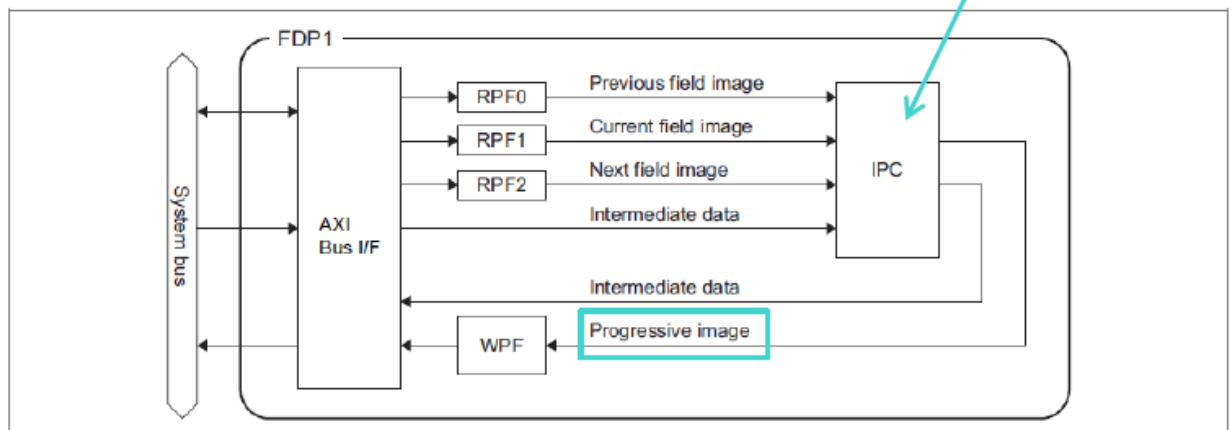 FDP1
RPF0
Previous field image
RPF1
Current field image
RPF2
Next field image
IPC
System bus
AXI
Bus I/F
Intermediate data
Intermediate data
WPF
Progressive image